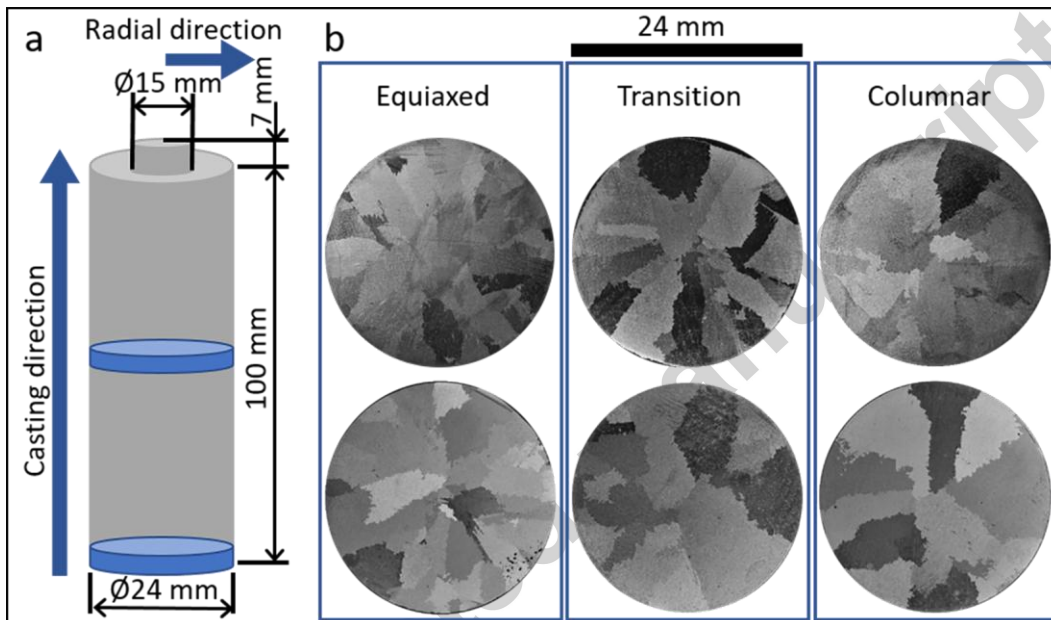 a
Radial direction
Ø15 mm
7 mm
Casting direction
100 mm
Ø24 mm
b
24 mm
Equiaxed
Transition
Columnar